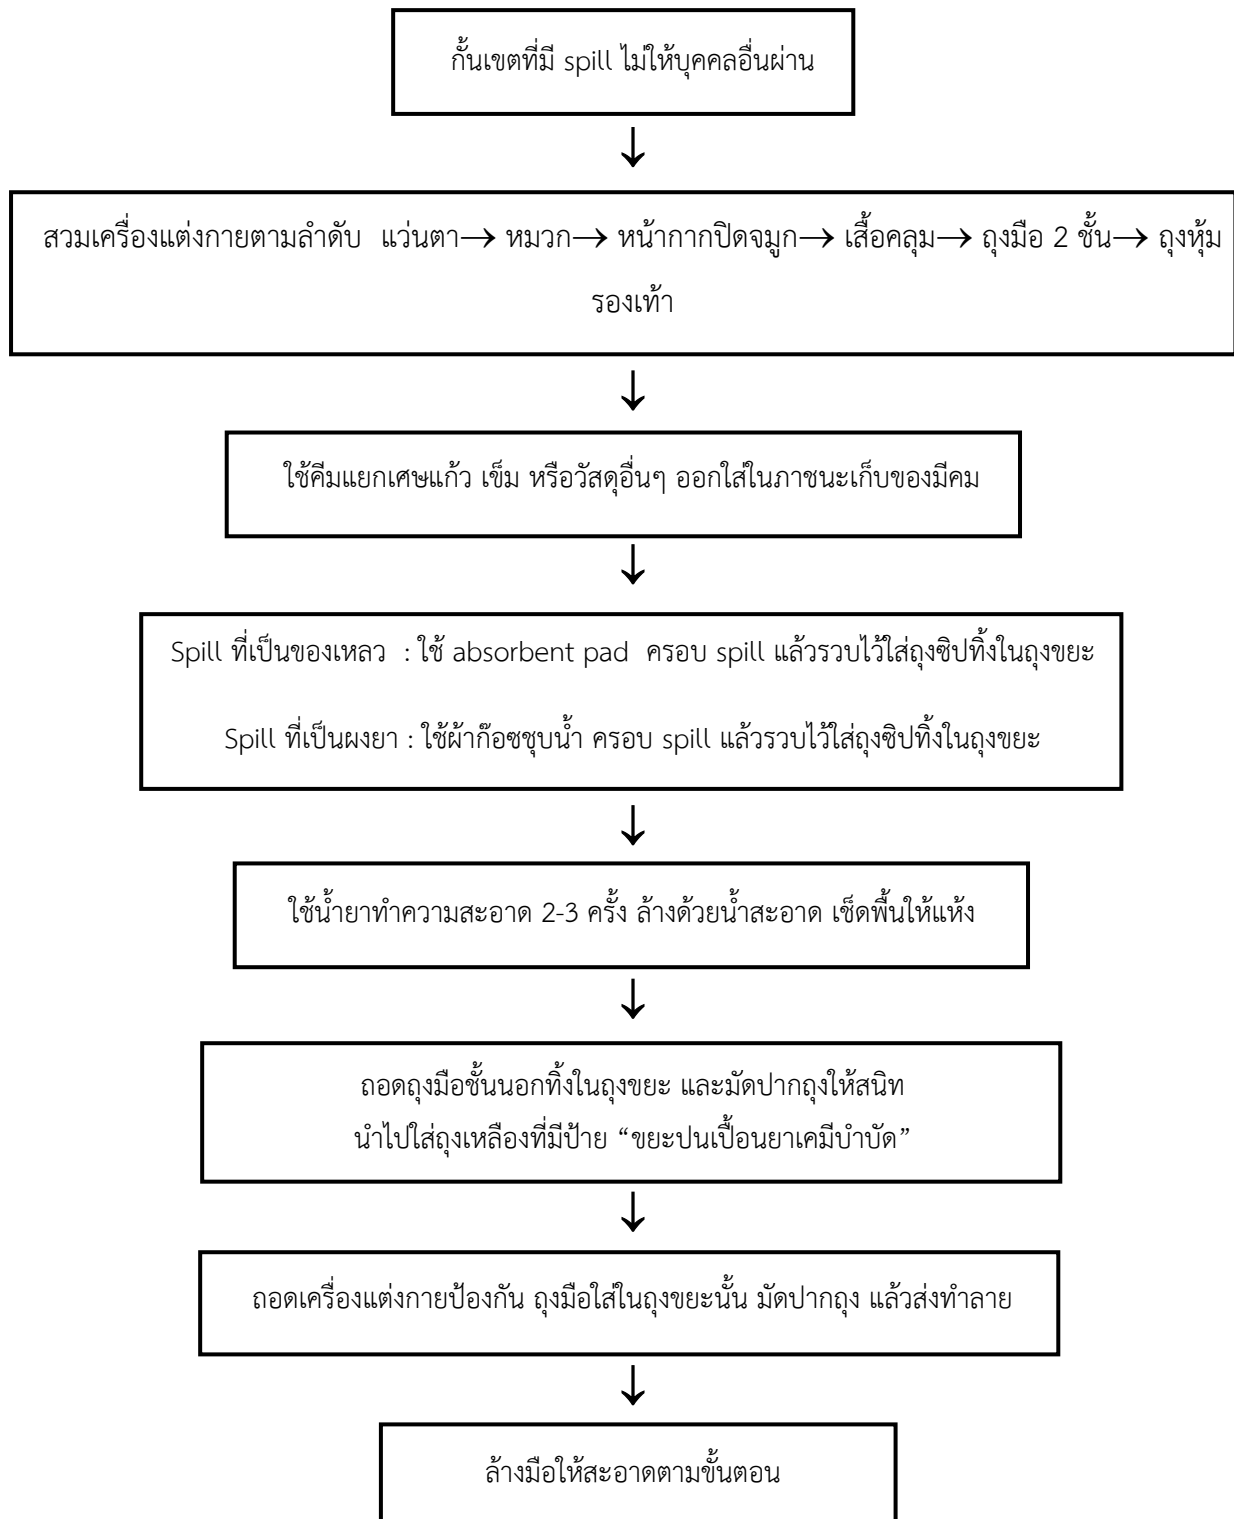 กั้นเขตที่มี spill ไม่ให้บุคคลอื่นผ่าน
↓
สวมเครื่องแต่งกายตามลำดับ แว่นตา→ หมวก→ หน้ากากปิดจมูก→ เสื้อคลุม→ ถุงมือ 2 ชั้น→ ถุงหุ้ม
รองเท้า
↓
ใช้คีมแยกเศษแก้ว เข็ม หรือวัสดุอื่นๆ ออกใส่ในภาชนะเก็บของมีคม
↓
Spill ที่เป็นของเหลว : ใช้ absorbent pad ครอบ spill แล้วรวบไว้ใส่ถุงซิปทิ้งในถุงขยะ
Spill ที่เป็นผงยา : ใช้ผ้าก๊อซชุบน้ำ ครอบ spill แล้วรวบไว้ใส่ถุงซิปทิ้งในถุงขยะ
↓
ใช้น้ำยาทำความสะอาด 2-3 ครั้ง ล้างด้วยน้ำสะอาด เช็ดพื้นให้แห้ง
↓
ถอดถุงมือชั้นนอกทิ้งในถุงขยะ และมัดปากถุงให้สนิท
นำไปใส่ถุงเหลืองที่มีป้าย “ขยะปนเปื้อนยาเคมีบำบัด”
↓
ถอดเครื่องแต่งกายป้องกัน ถุงมือใส่ในถุงขยะนั้น มัดปากถุง แล้วส่งทำลาย
↓
ล้างมือให้สะอาดตามขั้นตอน